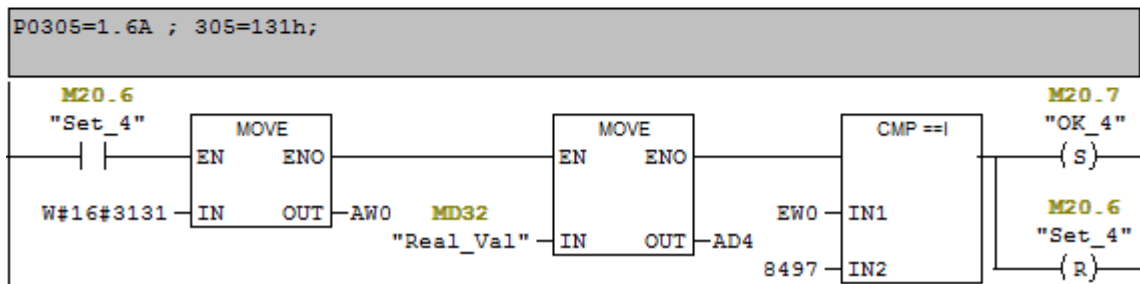 P0305=1.6A ; 305=131h;
M20.6
"Set_4"
MOVE
EN ENO
W#16#3131 IN OUT AW0
MOVE
EN ENO
MD32
"Real_Val" IN OUT AD4
CMP ==I
EW0 IN1
8497 IN2
M20.7
"OK_4"
(S)
M20.6
"Set_4"
(R)